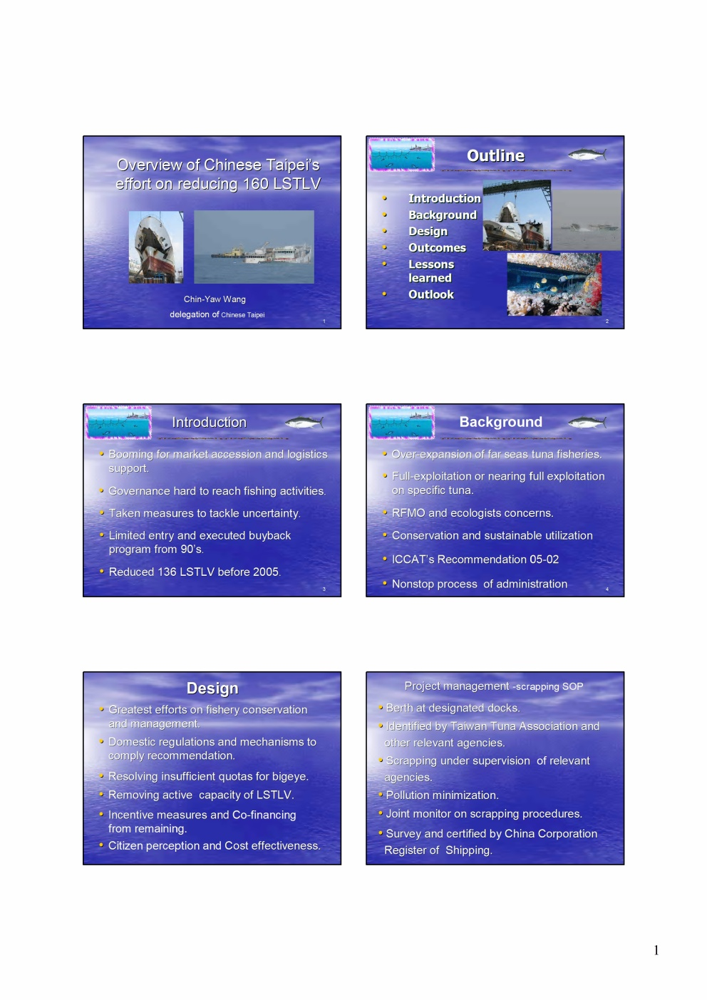 Overview of Chinese Taipei's
effort on reducing 160 LSTLV
Chin-Yaw Wang
delegation of Chinese Taipei
1
Outline
• Introduction
• Background
• Design
• Outcomes
• Lessons
learned
• Outlook
2
Introduction
• Booming for market accession and logistics
support.
• Governance hard to reach fishing activities.
• Taken measures to tackle uncertainty.
• Limited entry and executed buyback
program from 90's.
• Reduced 136 LSTLV before 2005.
3
Background
• Over-expansion of far seas tuna fisheries.
• Full-exploitation or nearing full exploitation
on specific tuna.
• RFMO and ecologists concerns.
• Conservation and sustainable utilization
• ICCAT's Recommendation 05-02
• Nonstop process of administration
4
Design
• Greatest efforts on fishery conservation
and management.
• Domestic regulations and mechanisms to
comply recommendation.
• Resolving insufficient quotas for bigeye.
• Removing active capacity of LSTLV.
• Incentive measures and Co-financing
from remaining.
• Citizen perception and Cost effectiveness.
Project management -scrapping SOP
• Berth at designated docks.
• Identified by Taiwan Tuna Association and
other relevant agencies.
• Scrapping under supervision of relevant
agencies.
• Pollution minimization.
• Joint monitor on scrapping procedures.
• Survey and certified by China Corporation
Register of Shipping.
1